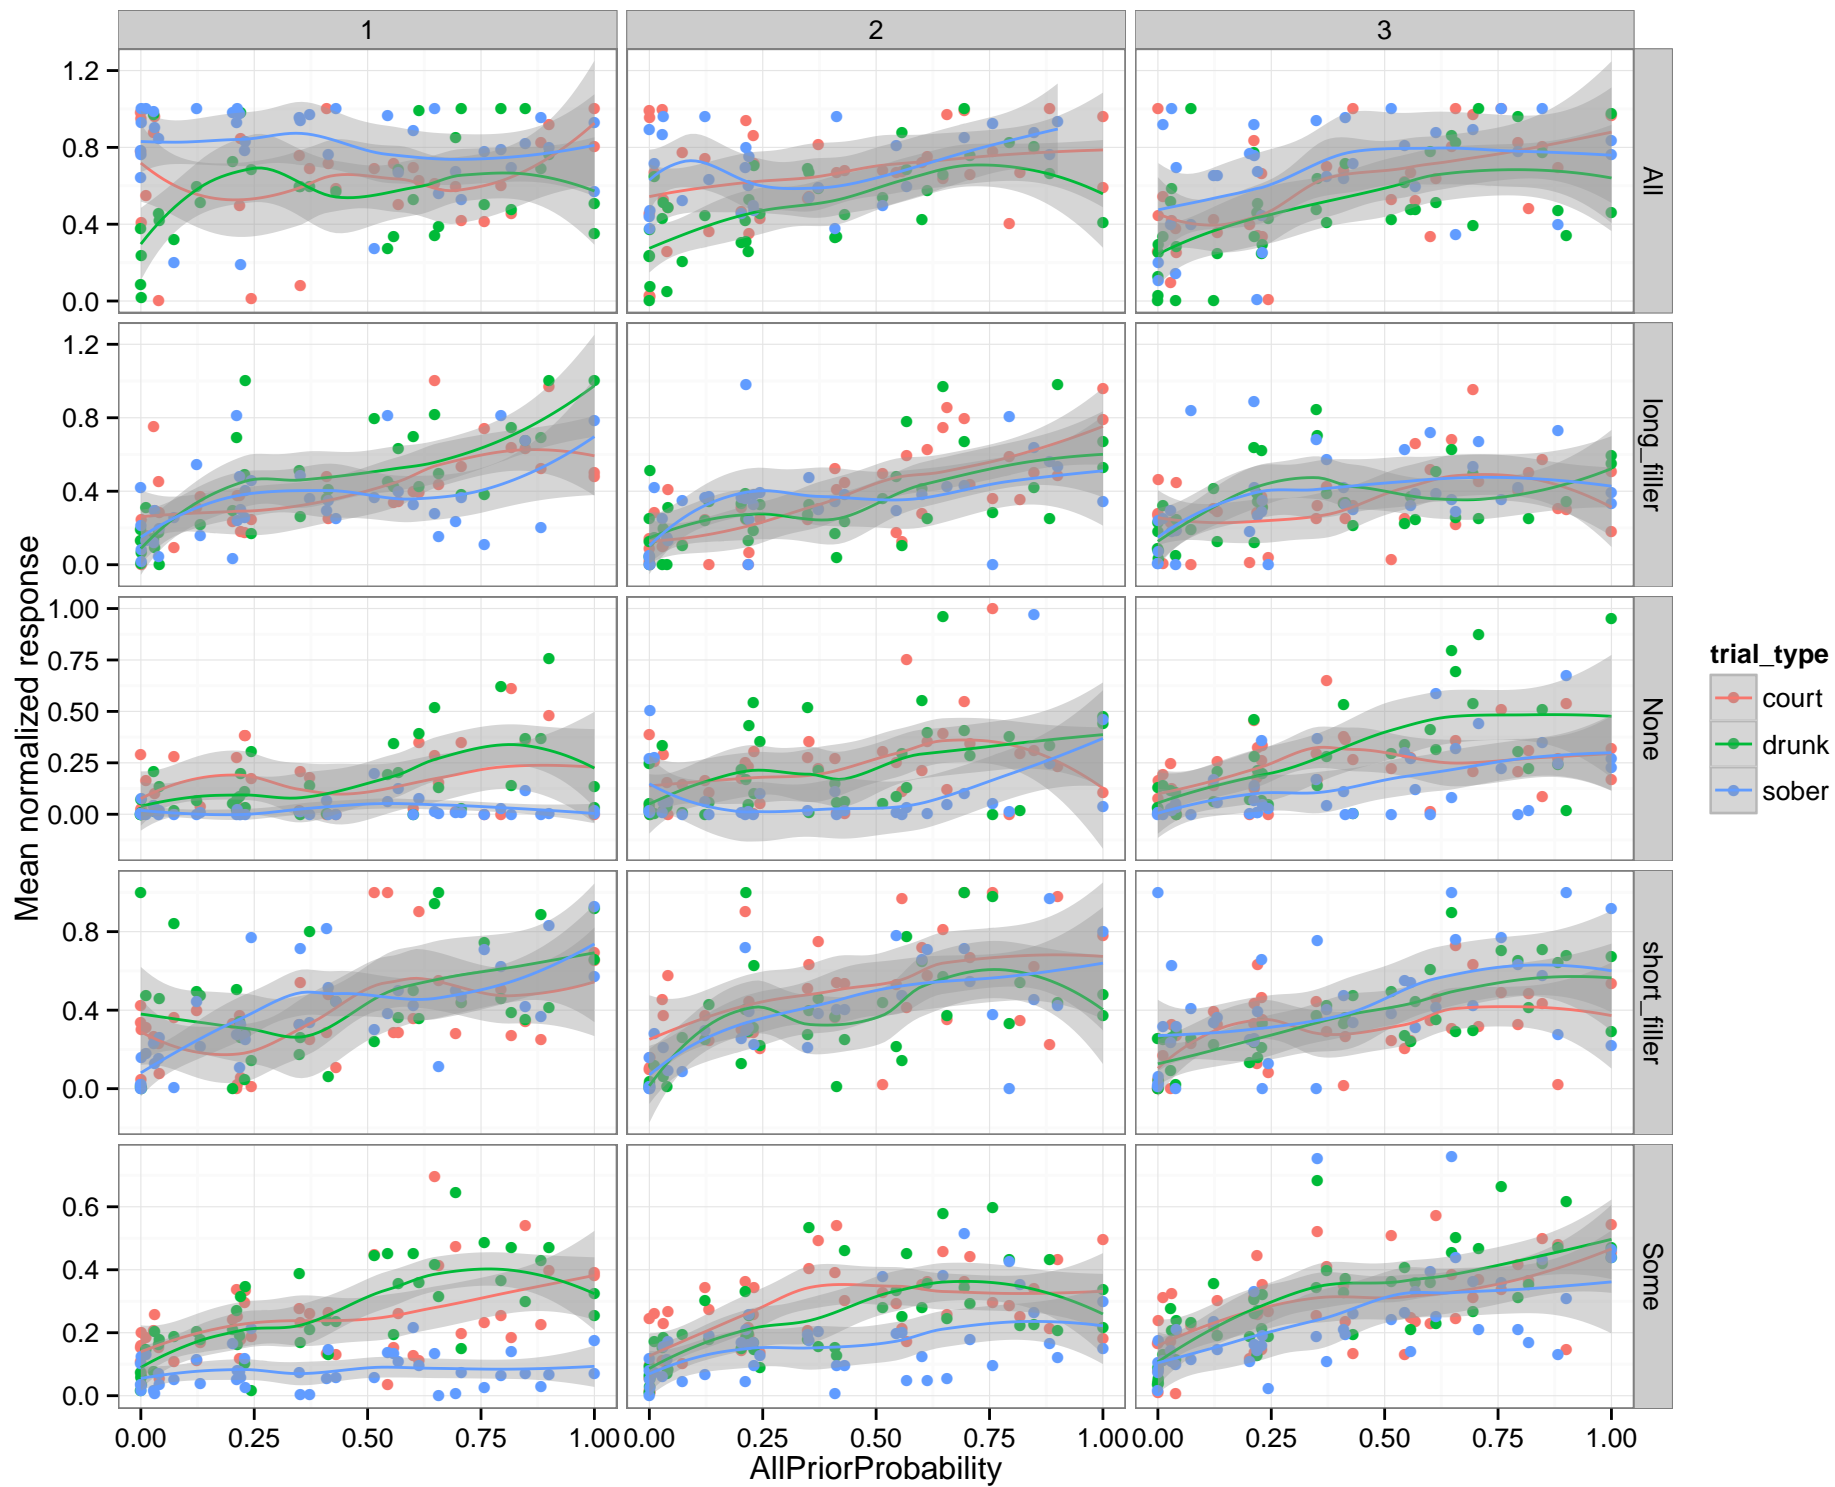 1 2 3
1.2
0.8
0.4
0.0
All
1.2
0.8
0.4
0.0
long_filler
1.00
0.75
0.50
0.25
0.00
None
0.8
0.4
0.0
short_filler
0.6
0.4
0.2
0.0
Some
0.00 0.25 0.50 0.75 1.00 0.00 0.25 0.50 0.75 1.00 0.00 0.25 0.50 0.75 1.00
AllPriorProbability
Mean normalized response
trial_type
court
drunk
sober